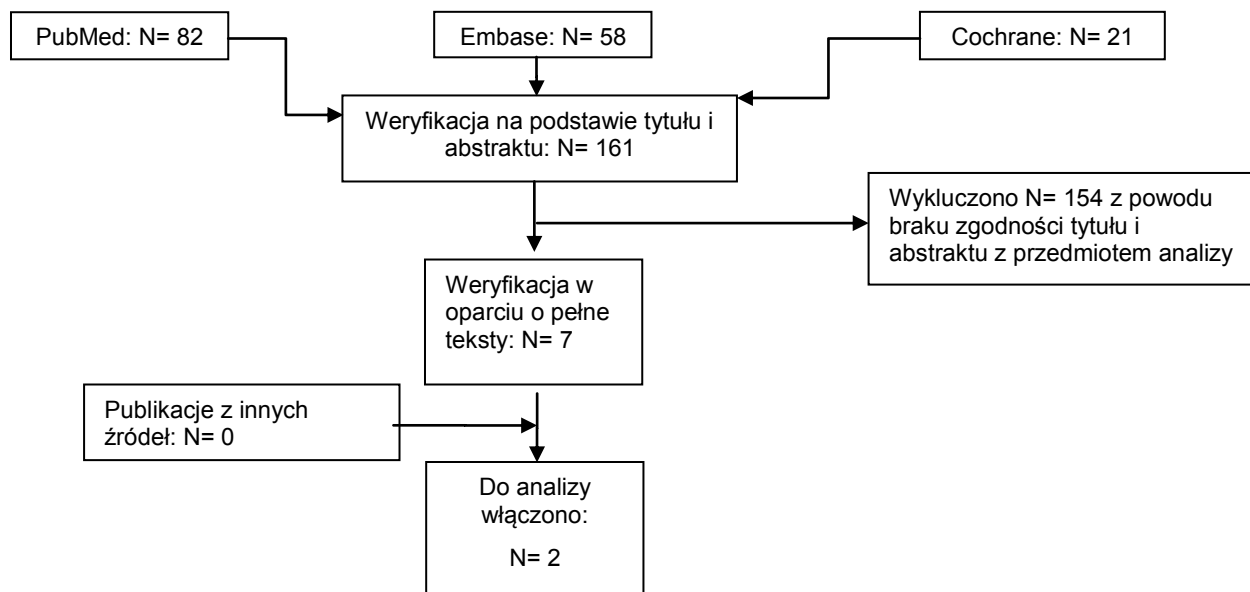 PubMed: N= 82
Embase: N= 58
Cochrane: N= 21
Weryfikacja na podstawie tytułu i
abstraktu: N= 161
Wykluczono N= 154 z powodu
braku zgodności tytułu i
abstraktu z przedmiotem analizy
Weryfikacja w
oparciu o pełne
teksty: N= 7
Publikacje z innych
źródeł: N= 0
Do analizy
włączono:
N= 2